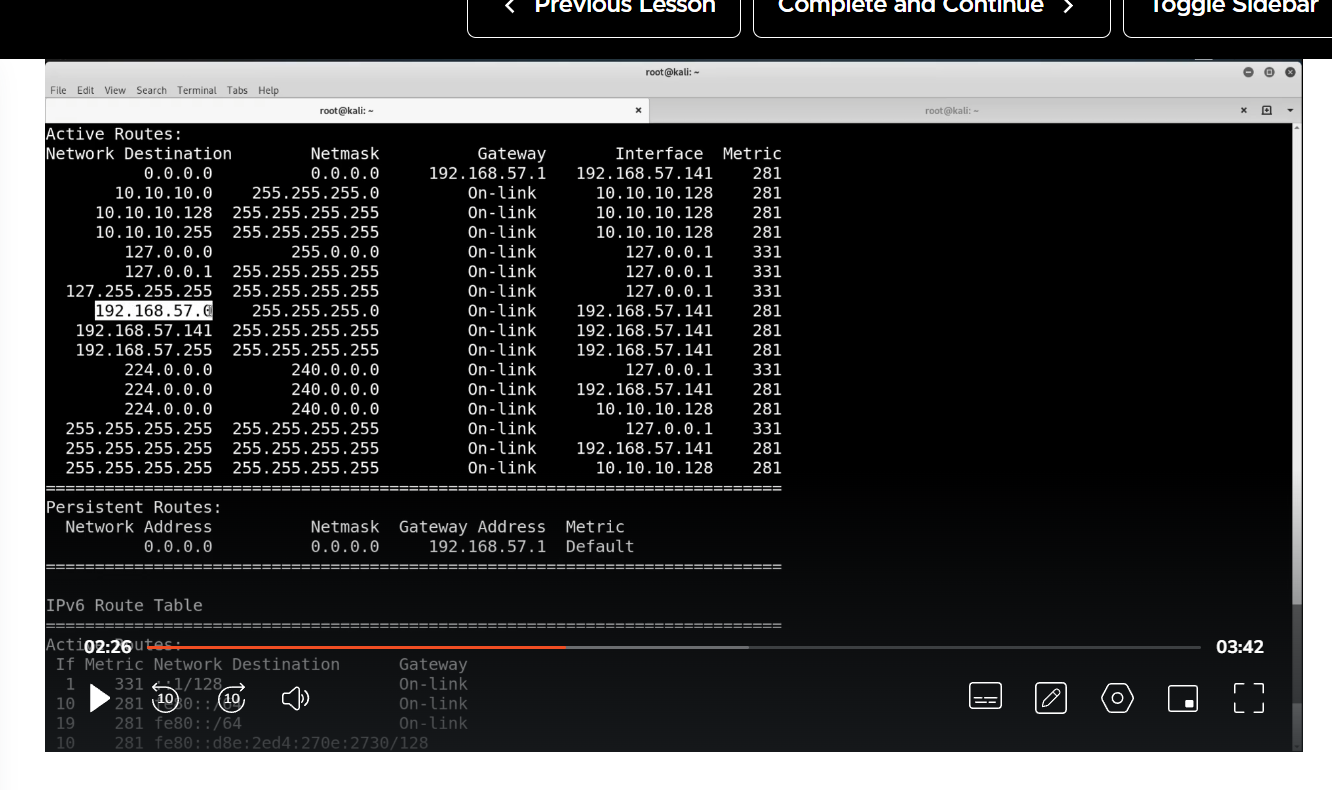 Previous Lesson
Complete and Continue
Toggle Sidebar
root@kali: ~
File Edit View Search Terminal Tabs Help
root@kali: ~
root@kali: ~
Active Routes:
Network Destination Netmask Gateway Interface Metric
0.0.0.0 0.0.0.0 192.168.57.1 192.168.57.141 281
10.10.10.0 255.255.255.0 On-link 10.10.10.128 281
10.10.10.128 255.255.255.255 On-link 10.10.10.128 281
10.10.10.255 255.255.255.255 On-link 10.10.10.128 281
127.0.0.0 255.0.0.0 On-link 127.0.0.1 331
127.0.0.1 255.255.255.255 On-link 127.0.0.1 331
127.255.255.255 255.255.255.255 On-link 127.0.0.1 331
192.168.57.0 255.255.255.0 On-link 192.168.57.141 281
192.168.57.141 255.255.255.255 On-link 192.168.57.141 281
192.168.57.255 255.255.255.255 On-link 192.168.57.141 281
224.0.0.0 240.0.0.0 On-link 127.0.0.1 331
224.0.0.0 240.0.0.0 On-link 192.168.57.141 281
224.0.0.0 240.0.0.0 On-link 10.10.10.128 281
255.255.255.255 255.255.255.255 On-link 127.0.0.1 331
255.255.255.255 255.255.255.255 On-link 192.168.57.141 281
255.255.255.255 255.255.255.255 On-link 10.10.10.128 281
===========================================================================
Persistent Routes:
Network Address Netmask Gateway Address Metric
0.0.0.0 0.0.0.0 192.168.57.1 Default
===========================================================================
IPv6 Route Table
===========================================================================
Active Routes:
02:26
03:42
If Metric Network Destination Gateway
1 331 ::1/128 On-link
10 281 fe80::/64 On-link
19 281 fe80::/64 On-link
10 281 fe80::d8e:2ed4:270e:2730/128
10
10